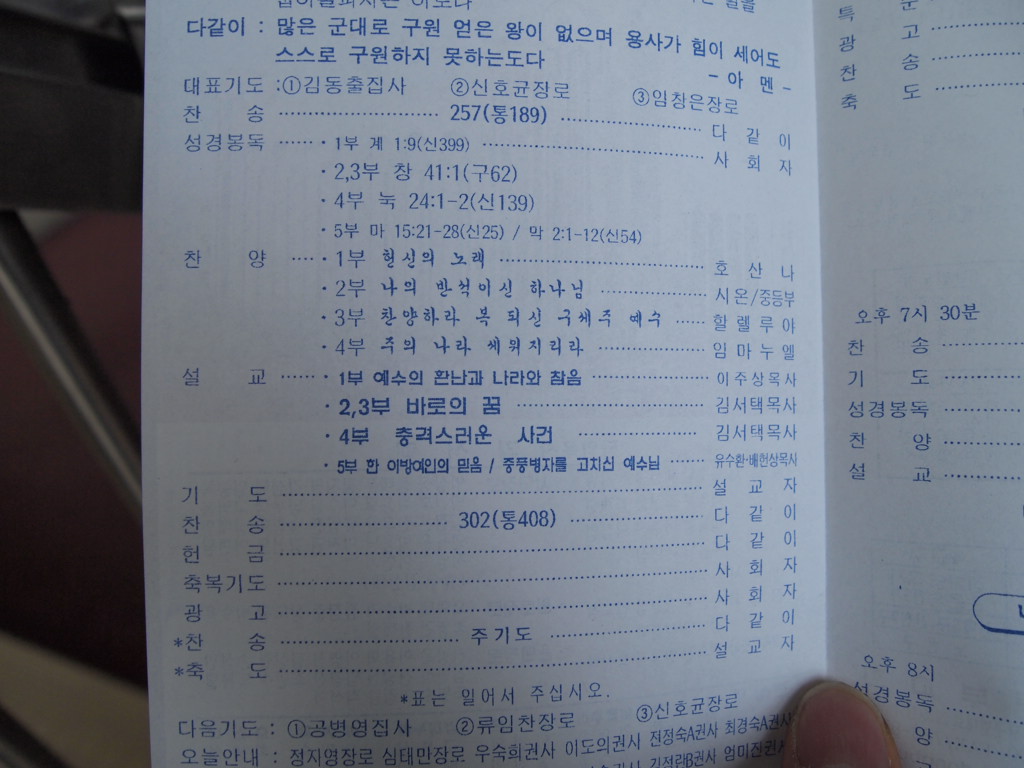 다같이 : 많은 군대로 구원 얻은 왕이 없으며 용사가 힘이 세어도
스스로 구원하지 못하는도다
- 아 멘 -
대표기도 : ①김동출집사 ②신호균장로 ③임창은장로
찬 송 257(통189) 다 같 이
성경봉독 · 1부 계 1:9(신399) 사 회 자
· 2,3부 창 41:1(구62)
· 4부 눅 24:1-2(신139)
· 5부 마 15:21-28(신25) / 막 2:1-12(신54)
찬 양 · 1부 헌신의 노래 호 산 나
· 2부 나의 반석이신 하나님 시온/중등부
· 3부 찬양하라 복 되신 구세주 예수 할렐루야
· 4부 주의 나라 세워지리라 임마누엘
설 교 · 1부 예수의 환난과 나라와 참음 이주상목사
· 2,3부 바로의 꿈 김서택목사
· 4부 충격스러운 사건 김서택목사
· 5부 한 이방여인의 믿음 / 중풍병자를 고치신 예수님 유수환·배헌상목사
기 도 설 교 자
찬 송 302(통408) 다 같 이
헌 금 다 같 이
축복기도 사 회 자
광 고 사 회 자
*찬 송 주기도 다 같 이
*축 도 설 교 자
*표는 일어서 주십시오.
다음기도 : ①공병영집사 ②류임찬장로 ③신호균장로
오늘안내 : 정지영장로 심태만장로 우숙희권사 이도의권사 전정숙A권사 최경숙A권사
김정란B권사 엄미진권사
특
광 고
찬 송
축 도
오후 7시 30분
찬 송
기 도
성경봉독
찬 양
설 교
오후 8시
성경봉독
양